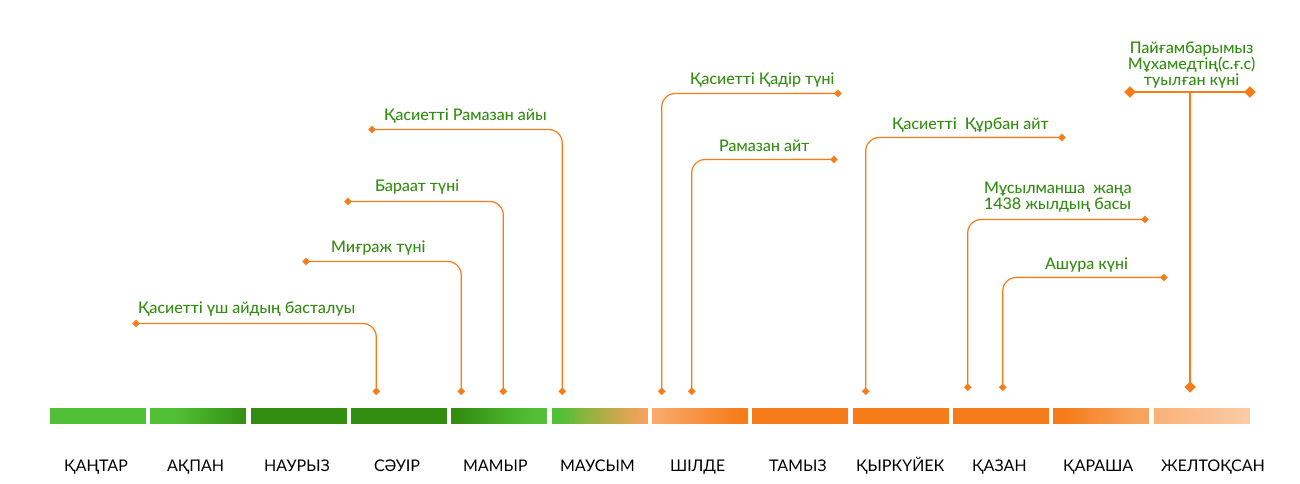 Пайғамбарымыз
Мұхамедтің(с.ғ.с)
туылған күні
Қасиетті Қадір түні
Қасиетті Рамазан айы
Қасиетті  Құрбан айт
Рамазан айт
Бараат түні
Мұсылманша  жаңа
1438 жылдың басы
Миғраж түні
Ашура күні
Қасиетті үш айдың басталуы
ҚАҢТАР АҚПАН НАУРЫЗ СӘУІР МАМЫР МАУСЫМ ШІЛДЕ ТАМЫЗ ҚЫРКҮЙЕК ҚАЗАН ҚАРАША ЖЕЛТОҚСАН